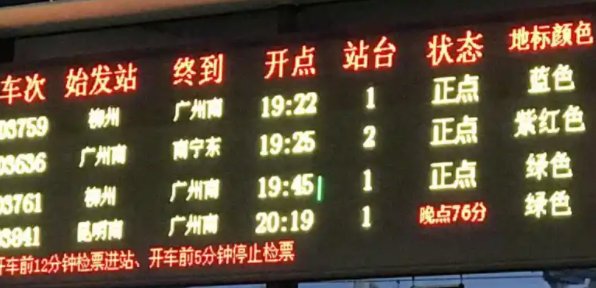 车次 始发站 终到 开点 站台 状态 地标颜色
03759 柳州 广州南 19:22 1 正点 蓝色
03636 广州南 南宁东 19:25 2 正点 紫红色
03761 柳州 广州南 19:45 1 正点 绿色
03841 昆明南 广州南 20:19 1 晚点76分 绿色
开车前12分钟检票进站、开车前5分钟停止检票